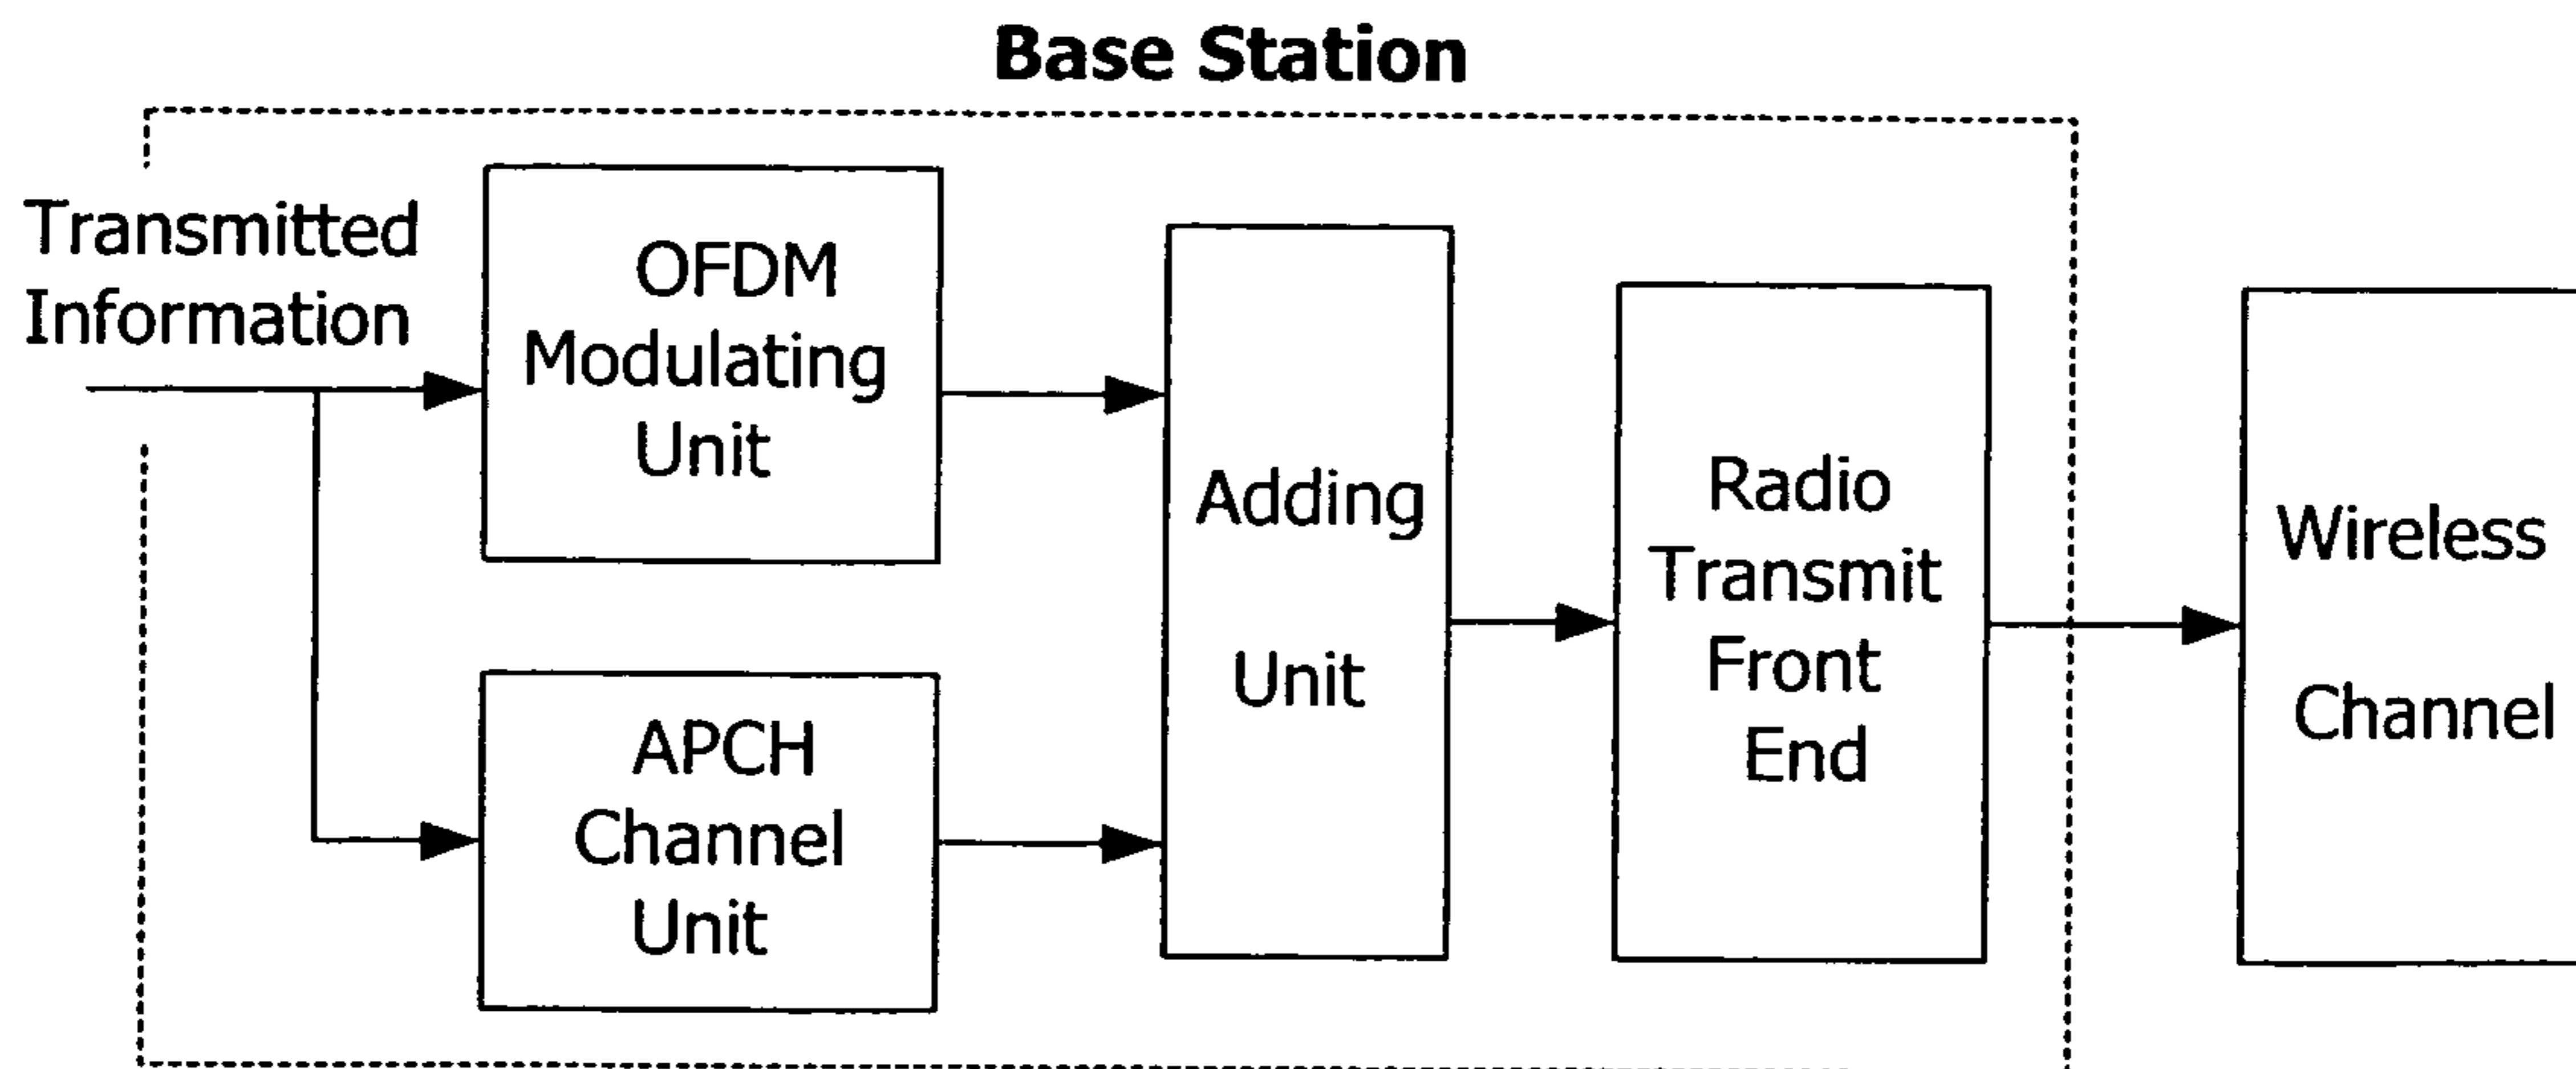 Base Station
Transmitted
Information
OFDM
Modulating
Unit
APCH
Channel
Unit
Adding
Unit
Radio
Transmit
Front
End
Wireless
Channel